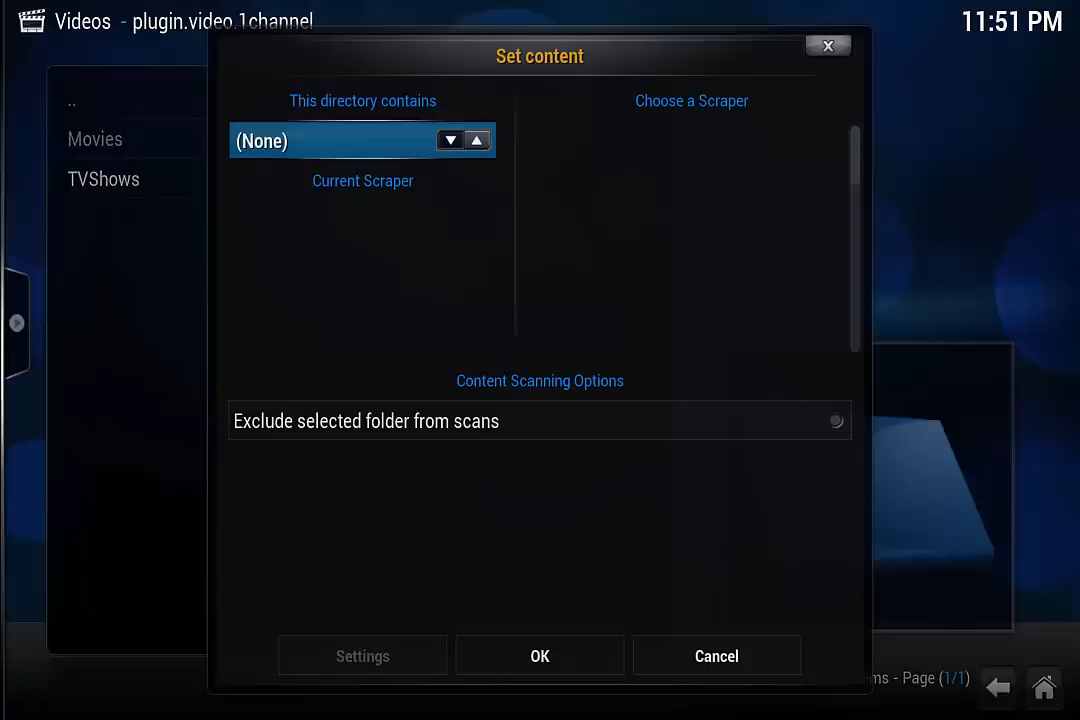 Videos - plugin.video.1channel
11:51 PM
Set content
x
This directory contains
Choose a Scraper
..
(None)
Movies
TVShows
Current Scraper
Content Scanning Options
Exclude selected folder from scans
Settings
OK
Cancel
ms - Page (1/1)